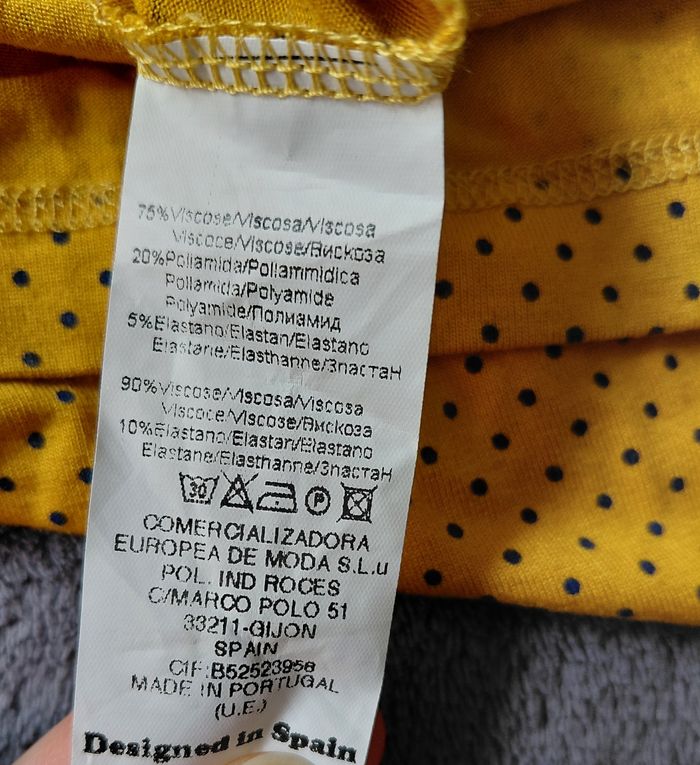 75%Viscose/Viscosa/Viscosa
Viscoce/Viscose/Вискоза
20%Poliamida/Poliammidica
Poliamida/Polyamide
Polyamide/Полиамид
5%Elastano/Elastan/Elastano
Elastane/Elasthanne/Эластан
90%Viscose/Viscosa/Viscosa
Viscoce/Viscose/Вискоза
10%Elastano/Elastan/Elastano
Elastane/Elasthanne/Эластан
30 P
COMERCIALIZADORA
EUROPEA DE MODA S.L.u
POL. IND ROCES
C/MARCO POLO 51
33211-GIJON
SPAIN
CIF:B52523956
MADE IN PORTUGAL
(U.E.)
Designed in Spain